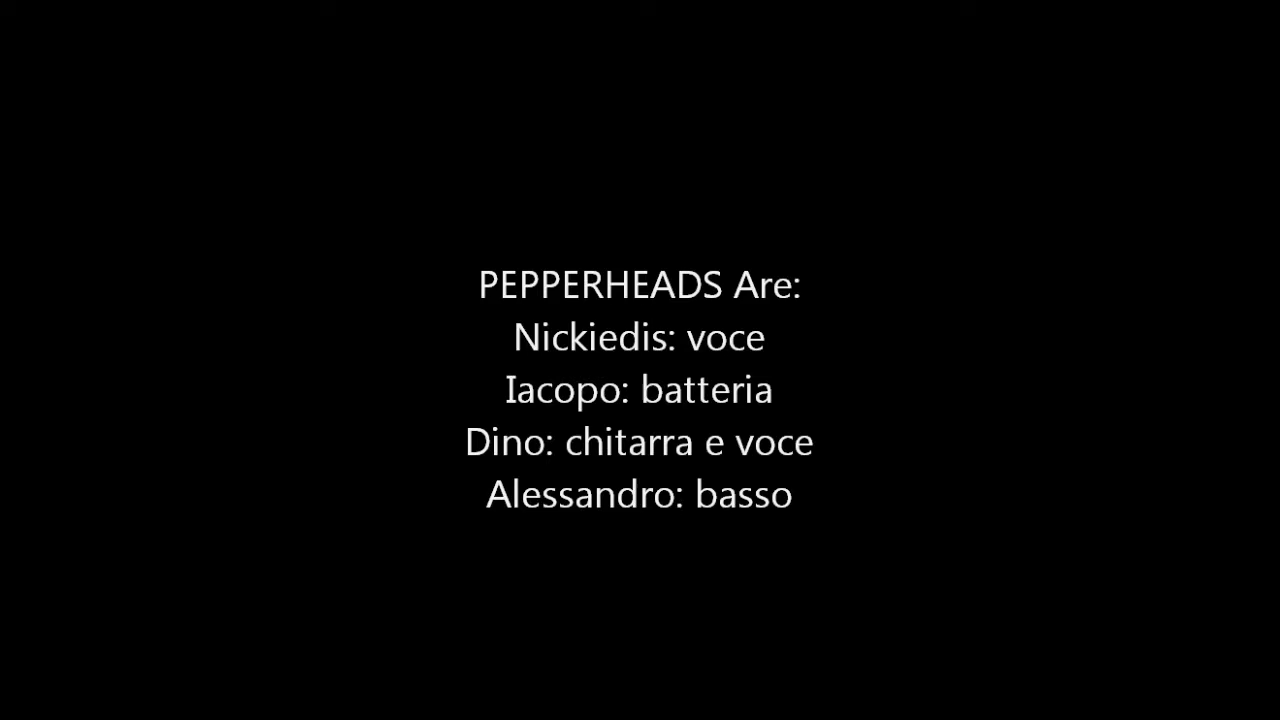 PEPPERHEADS Are:
Nickiedis: voce
Iacopo: batteria
Dino: chitarra e voce
Alessandro: basso